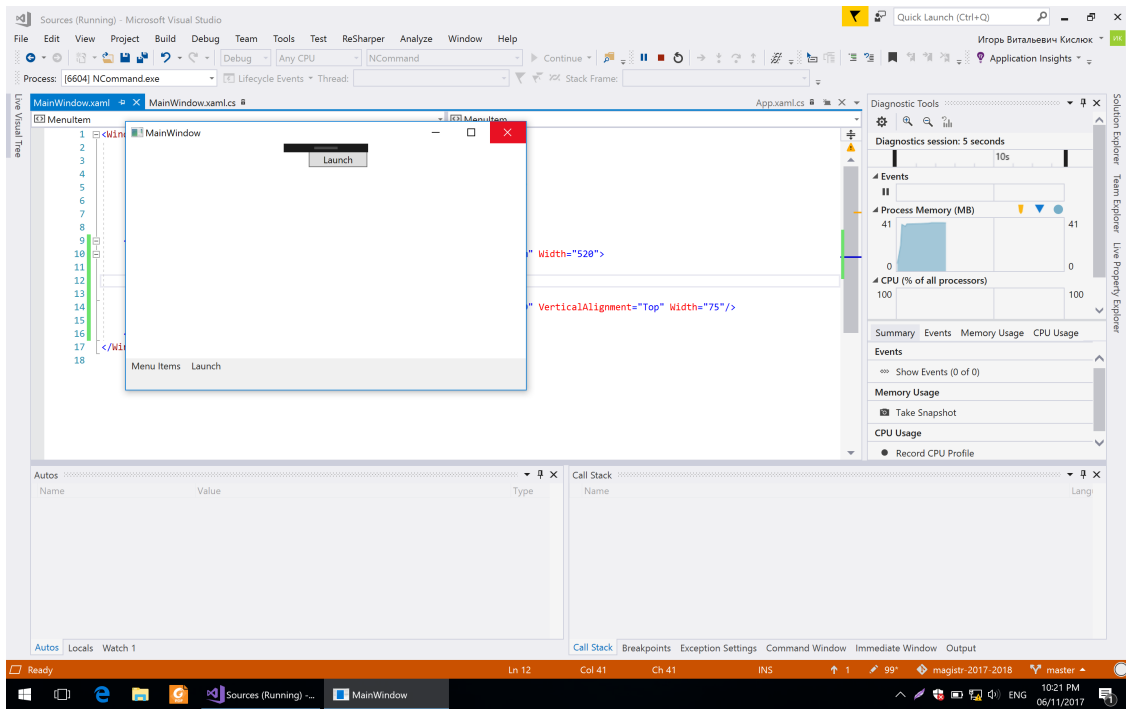 Sources (Running) - Microsoft Visual Studio
Quick Launch (Ctrl+Q)
File Edit View Project Build Debug Team Tools Test ReSharper Analyze Window Help
Игорь Витальевич Кислюк
ИК
Debug Any CPU NCommand Continue Application Insights
Process: [6604] NCommand.exe Lifecycle Events Thread: Stack Frame:
Live Visual Tree
MainWindow.xaml MainWindow.xaml.cs App.xaml.cs
MenuItem MenuItem
1 <Win
2
3
4
5
6
7
8
9
10 " Width="520">
11
12
13
14 " VerticalAlignment="Top" Width="75"/>
15
16
17 </Win
18
MainWindow
Launch
Menu Items Launch
Diagnostic Tools
Diagnostics session: 5 seconds
10s
Events
Process Memory (MB)
41 41
0 0
CPU (% of all processors)
100 100
Summary Events Memory Usage CPU Usage
Events
Show Events (0 of 0)
Memory Usage
Take Snapshot
CPU Usage
Record CPU Profile
Solution Explorer
Team Explorer
Live Property Explorer
Autos
Name Value Type
Call Stack
Name Lang
Autos Locals Watch 1
Call Stack Breakpoints Exception Settings Command Window Immediate Window Output
Ready Ln 12 Col 41 Ch 41 INS 1 99* magistr-2017-2018 master
Sources (Running) -... MainWindow
ENG
10:21 PM
06/11/2017
1